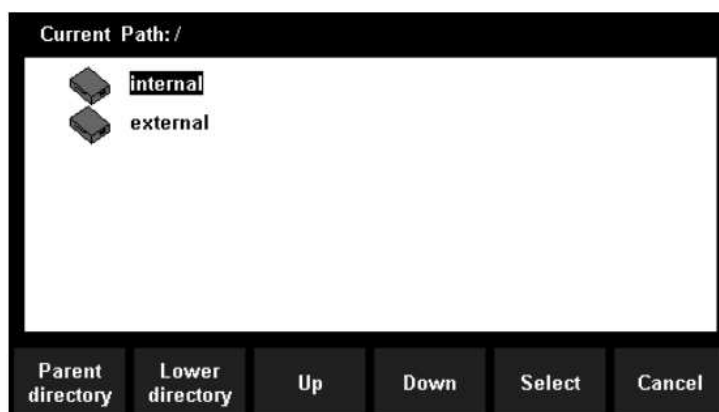 Current Path: /
internal
external
Parent directory
Lower directory
Up
Down
Select
Cancel